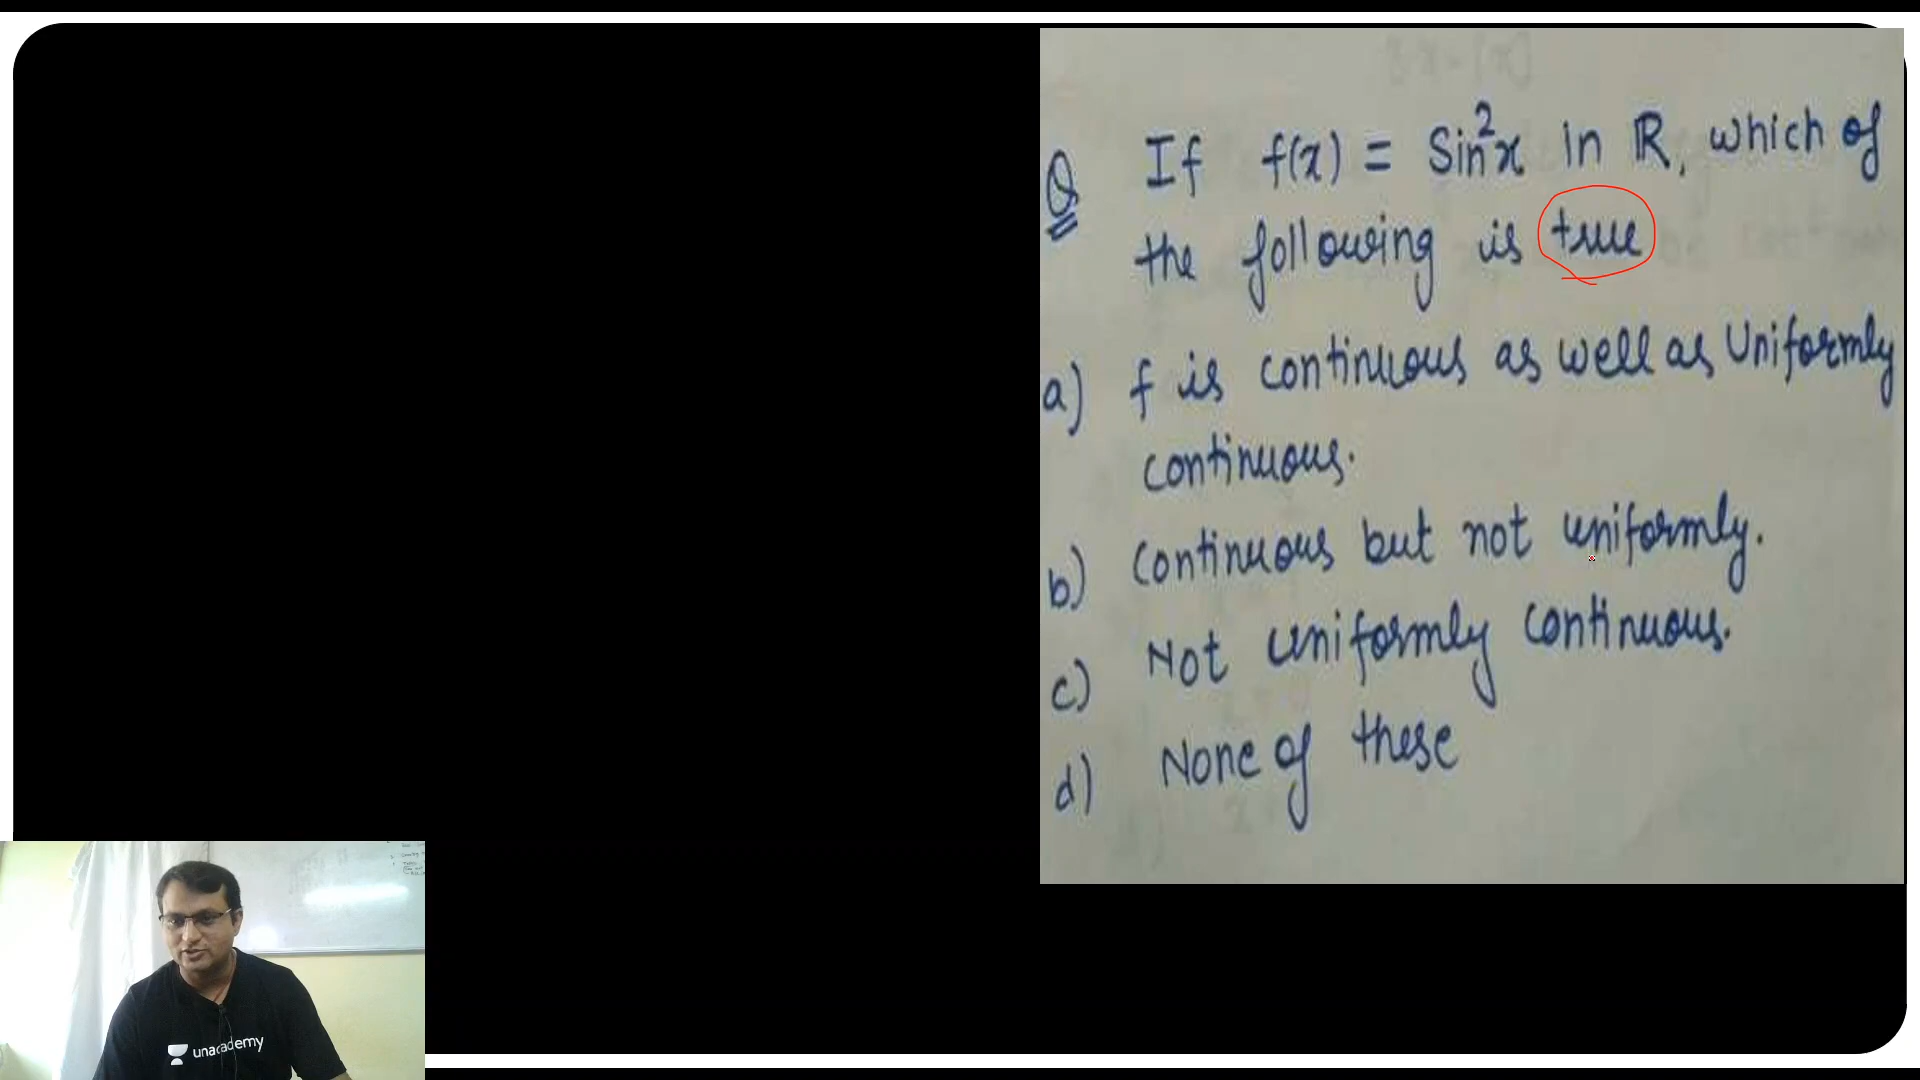 Q If f(x) = Sin²x in R, which of
the following is true
a) f is continuous as well as Uniformly
continuous.
b) Continuous but not uniformly.
c) Not uniformly continuous.
d) None of these
unacademy